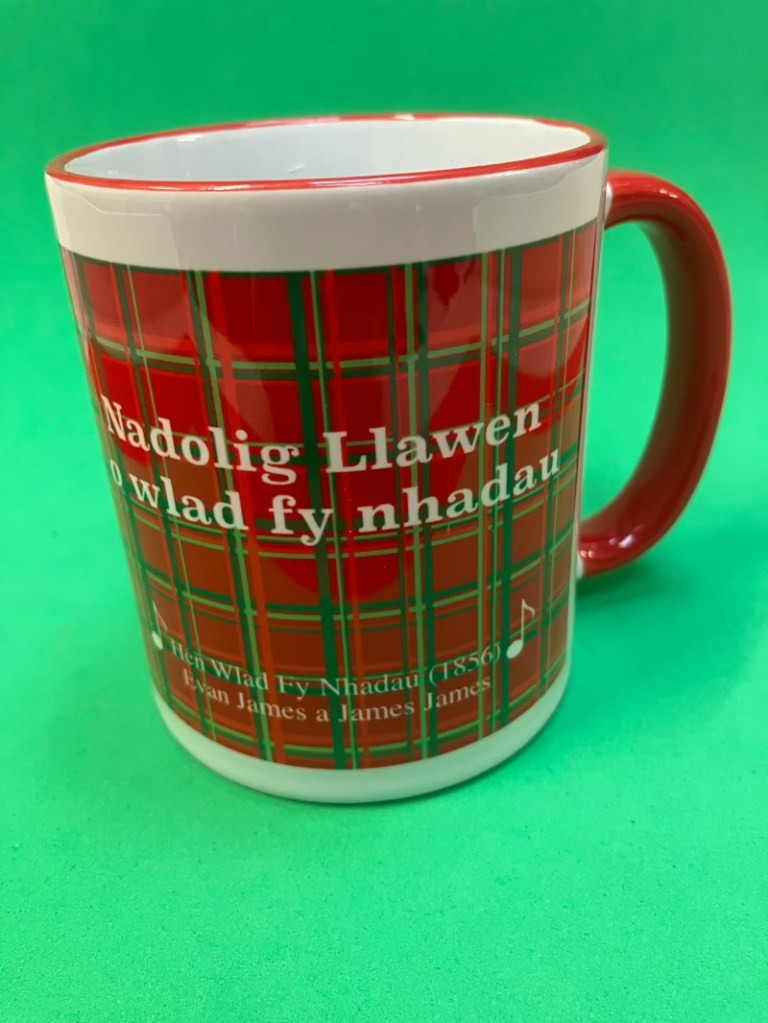 Nadolig Llawen
o wlad fy nhadau
Hen Wlad Fy Nhadau (1856)
Evan James a James James